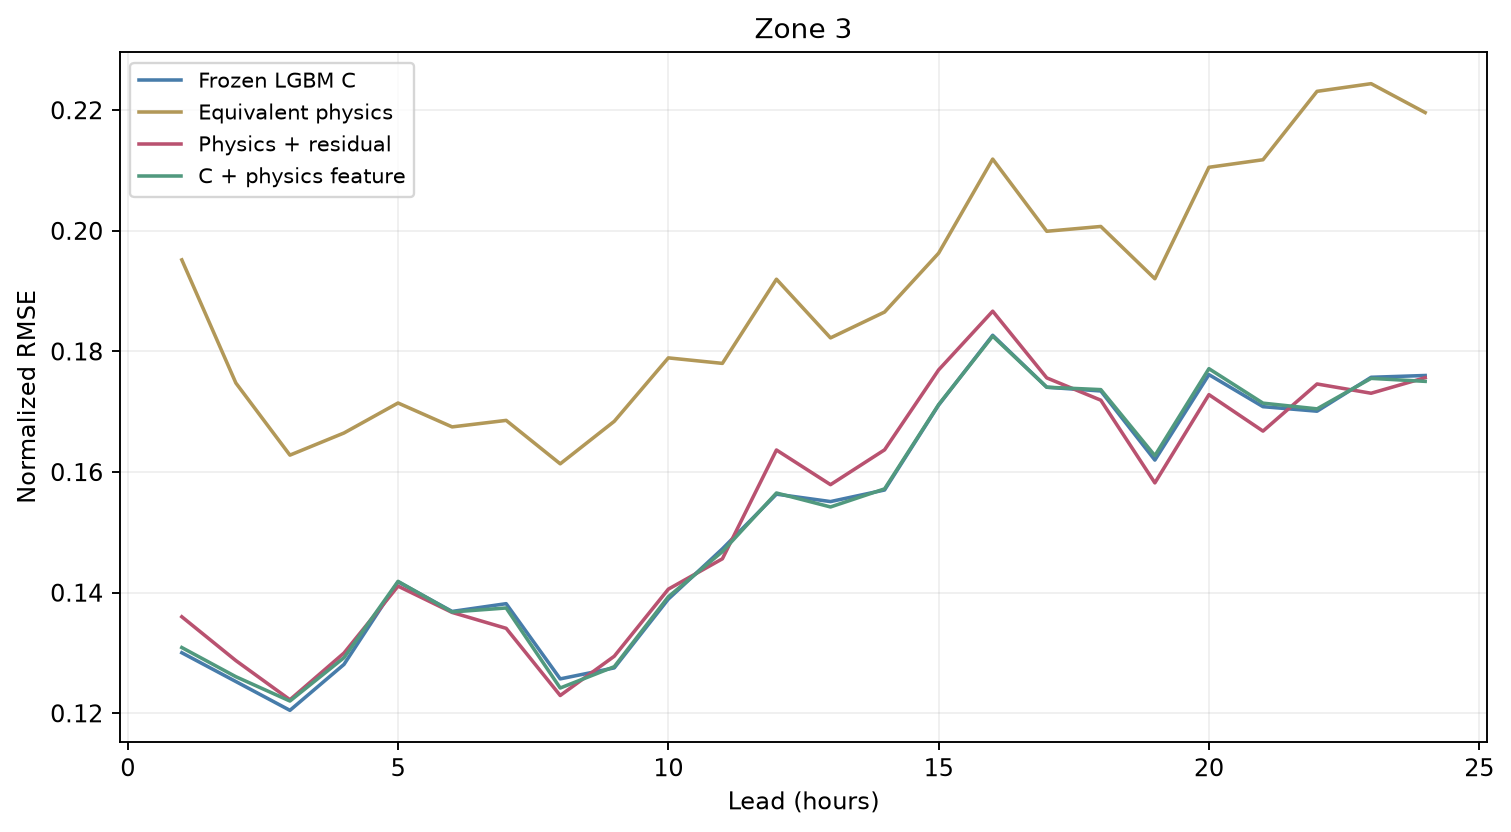 Zone 3
Frozen LGBM C
Equivalent physics
Physics + residual
C + physics feature
Normalized RMSE
0.22
0.20
0.18
0.16
0.14
0.12
0 5 10 15 20 25
Lead (hours)